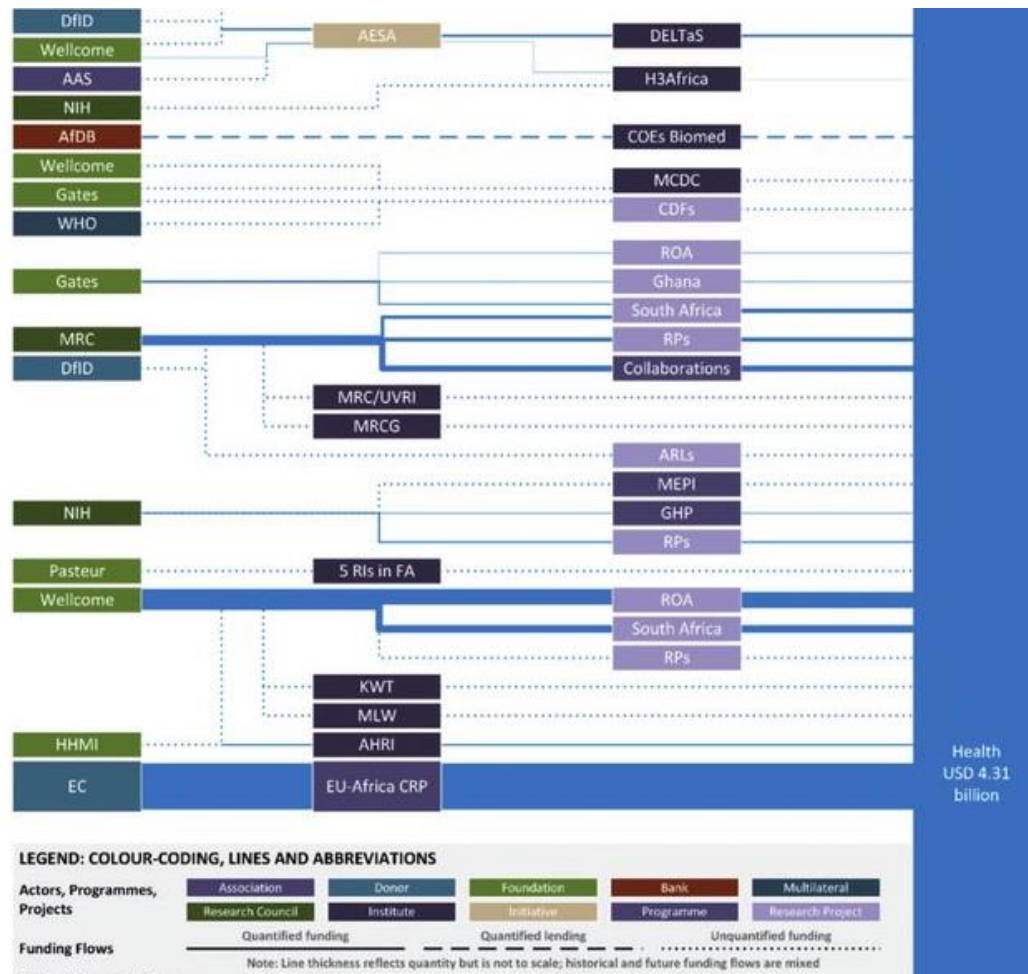 DfID
Wellcome
AESA
DELTaS
AAS
H3Africa
NIH
AfDB
COEs Biomed
Wellcome
MCDC
Gates
CDFs
WHO
ROA
Gates
Ghana
South Africa
MRC
RPs
DfID
Collaborations
MRC/UVRI
MRCG
ARLs
MEPI
NIH
GHP
RPs
Pasteur
5 RIs in FA
Wellcome
ROA
South Africa
RPs
KWT
MLW
HHMI
AHRI
EC
EU-Africa CRP
Health
USD 4.31
billion
LEGEND: COLOUR-CODING, LINES AND ABBREVIATIONS
Actors, Programmes,
Projects
Association Donor Foundation Bank Multilateral
Research Council Institute Initiative Programme Research Project
Funding Flows
Quantified funding Quantified lending Unquantified funding
Note: Line thickness reflects quantity but is not to scale; historical and future funding flows are mixed